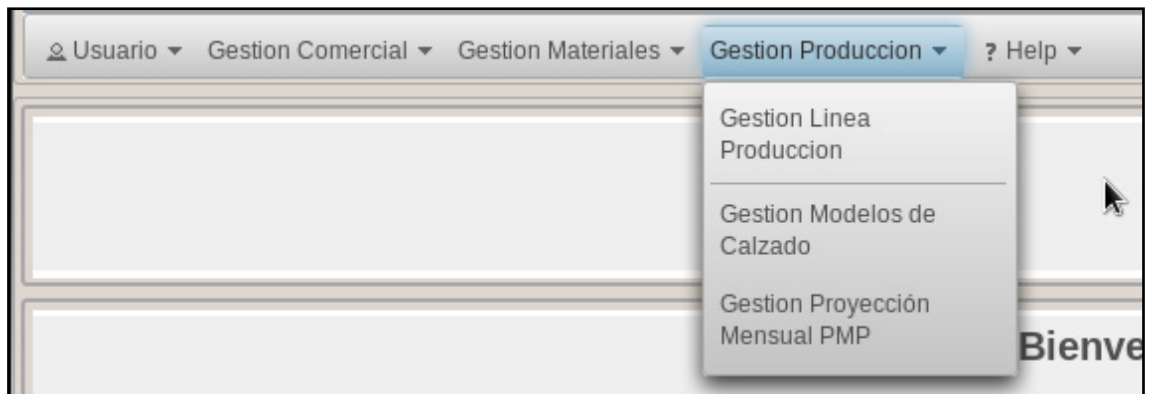 Usuario Gestion Comercial Gestion Materiales Gestion Produccion ? Help
Gestion Linea
Produccion
Gestion Modelos de
Calzado
Gestion Proyección
Mensual PMP
Bienve